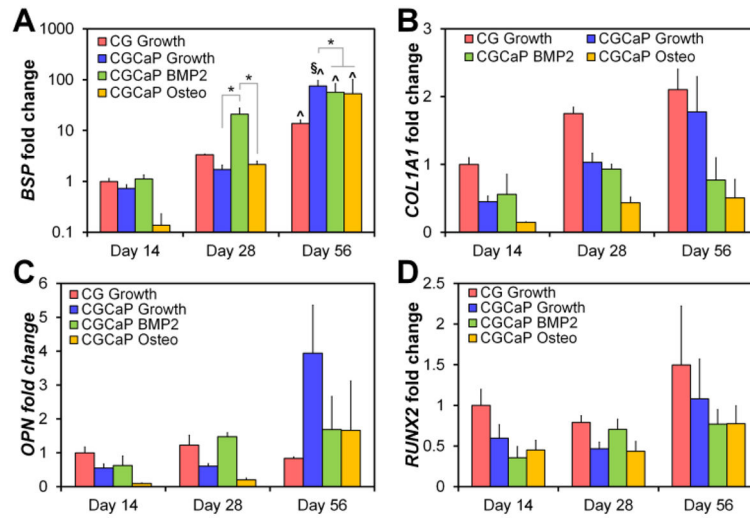 A
BSP fold change
1000
100
10
1
0.1
CG Growth
CGCaP Growth
CGCaP BMP2
CGCaP Osteo
* * *
^ §^ ^ ^
Day 14 Day 28 Day 56
B
COL1A1 fold change
3
2
1
0
CG Growth CGCaP Growth
CGCaP BMP2 CGCaP Osteo
Day 14 Day 28 Day 56
C
OPN fold change
6
5
4
3
2
1
0
CG Growth
CGCaP Growth
CGCaP BMP2
CGCaP Osteo
Day 14 Day 28 Day 56
D
RUNX2 fold change
2.5
2
1.5
1
0.5
0
CG Growth
CGCaP Growth
CGCaP BMP2
CGCaP Osteo
Day 14 Day 28 Day 56